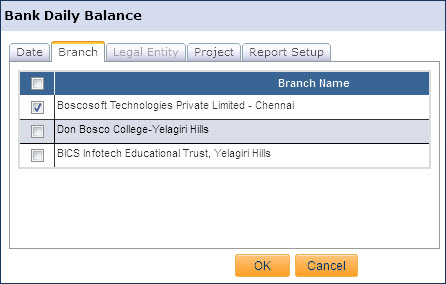 Bank Daily Balance
Date Branch Legal Entity Project Report Setup
Branch Name
Boscosoft Technologies Private Limited - Chennai
Don Bosco College-Yelagiri Hills
BICS Infotech Educational Trust, Yelagiri Hills
OK Cancel